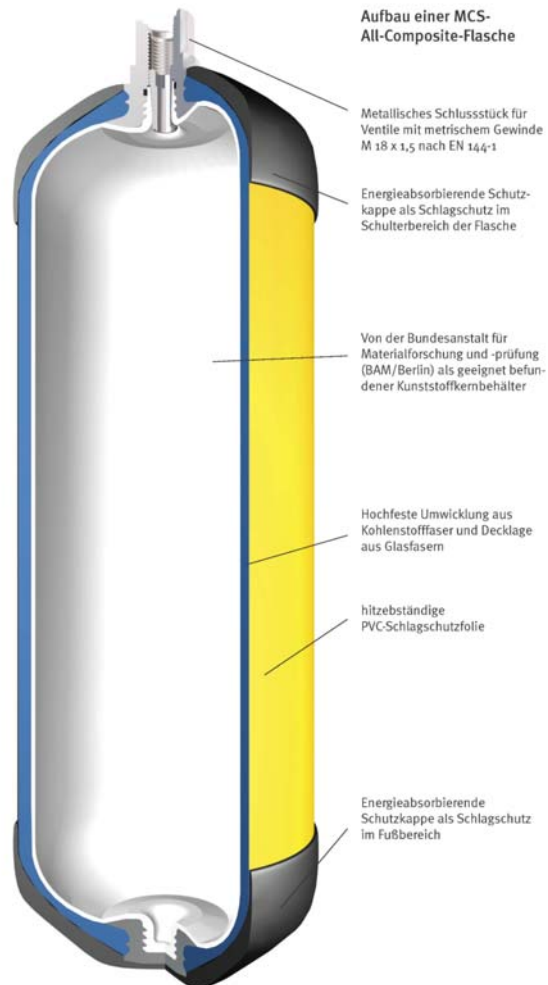 Aufbau einer MCS-
All-Composite-Flasche
Metallisches Schlussstück für
Ventile mit metrischem Gewinde
M 18 x 1,5 nach EN 144-1
Energieabsorbierende Schutz-
kappe als Schlagschutz im
Schulterbereich der Flasche
Von der Bundesanstalt für
Materialforschung und -prüfung
(BAM/Berlin) als geeignet befun-
dener Kunststoffkernbehälter
Hochfeste Umwicklung aus
Kohlenstofffaser und Decklage
aus Glasfasern
hitzebständige
PVC-Schlagschutzfolie
Energieabsorbierende
Schutzkappe als Schlagschutz
im Fußbereich